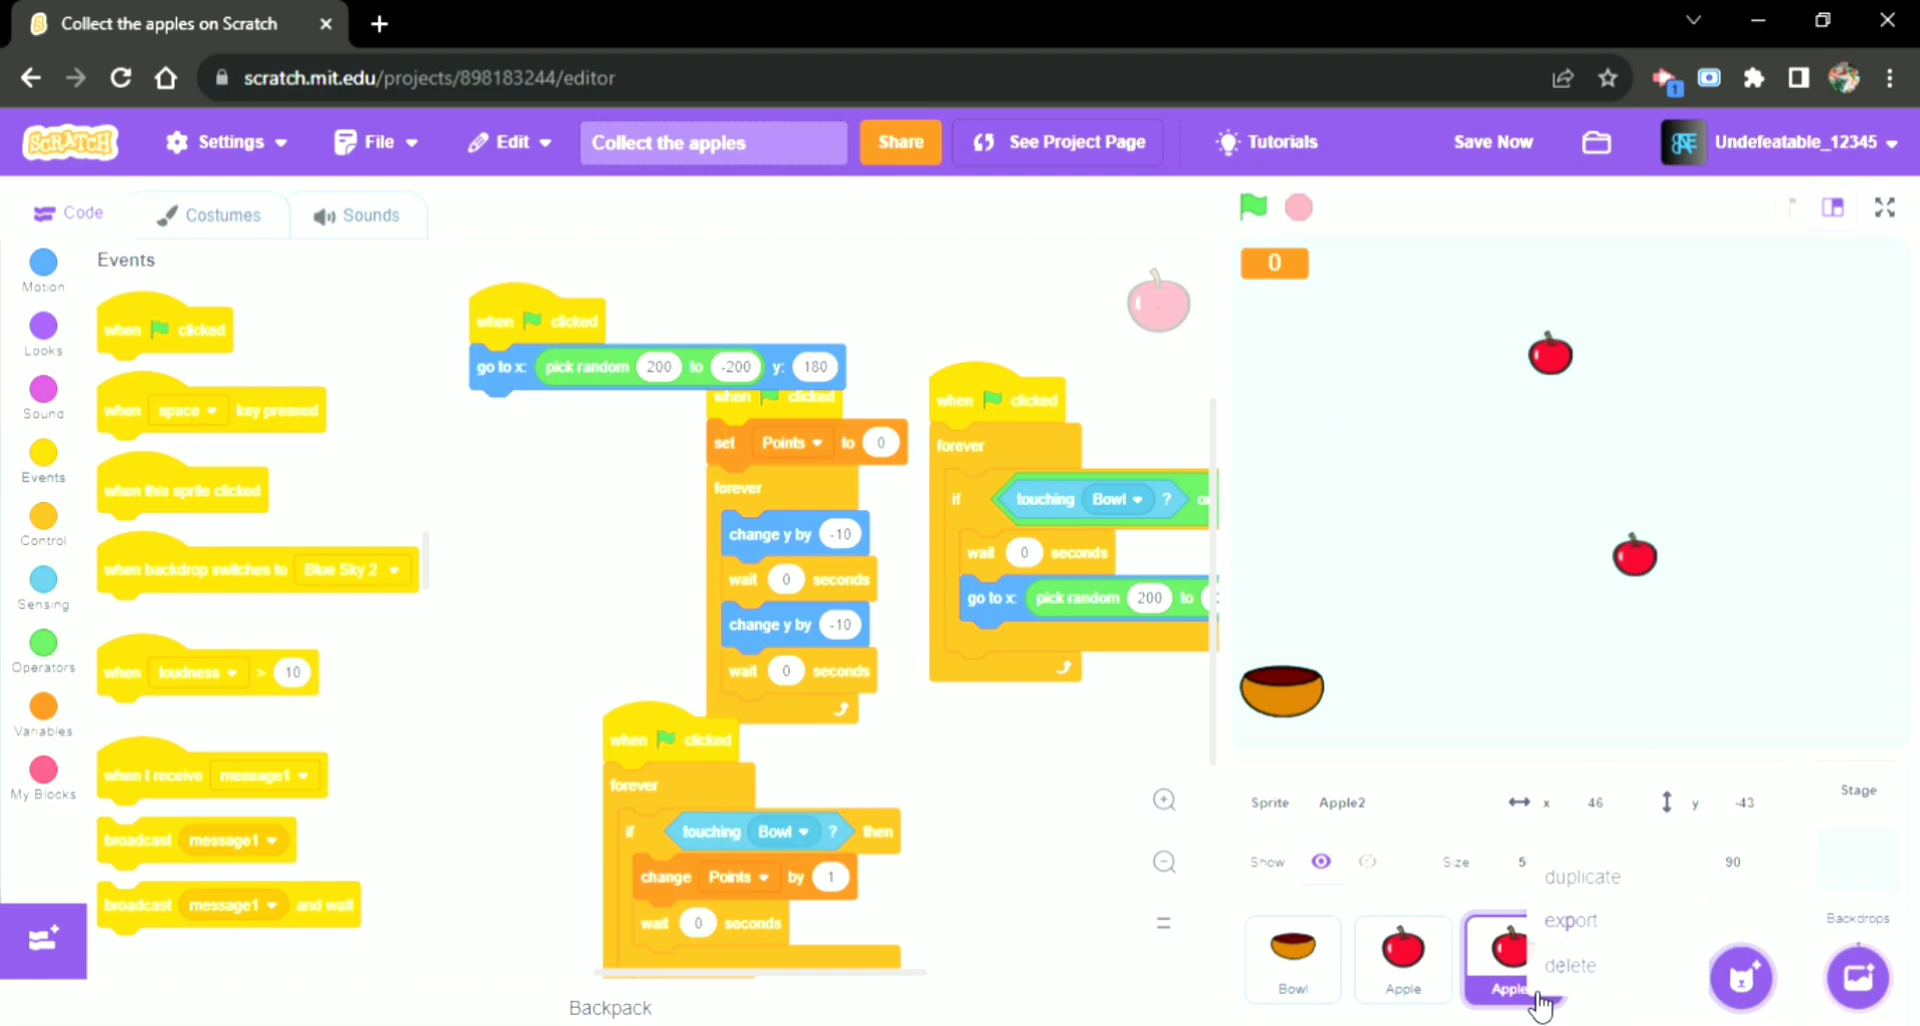 Collect the apples on Scratch
scratch.mit.edu/projects/898183244/editor
1
SCRATCH
Settings
File
Edit
Collect the apples
Share
See Project Page
Tutorials
Save Now
Undefeatable_12345
Code
Costumes
Sounds
Motion
Looks
Sound
Events
Control
Sensing
Operators
Variables
My Blocks
Events
when clicked
when space key pressed
when this sprite clicked
when backdrop switches to Blue Sky 2
when loudness > 10
when I receive message1
broadcast message1
broadcast message1 and wait
when clicked
go to x: pick random 200 to -200 y: 180
when clicked
set Points to 0
forever
change y by -10
wait 0 seconds
change y by -10
wait 0 seconds
when clicked
forever
if touching Bowl ? then
change Points by 1
wait 0 seconds
when clicked
forever
if touching Bowl ?
wait 0 seconds
go to x: pick random 200 to
Backpack
0
Sprite Apple2 x 46 y -43
Show Size 5 90
duplicate
export
delete
Bowl
Apple
Apple
Stage
Backdrops